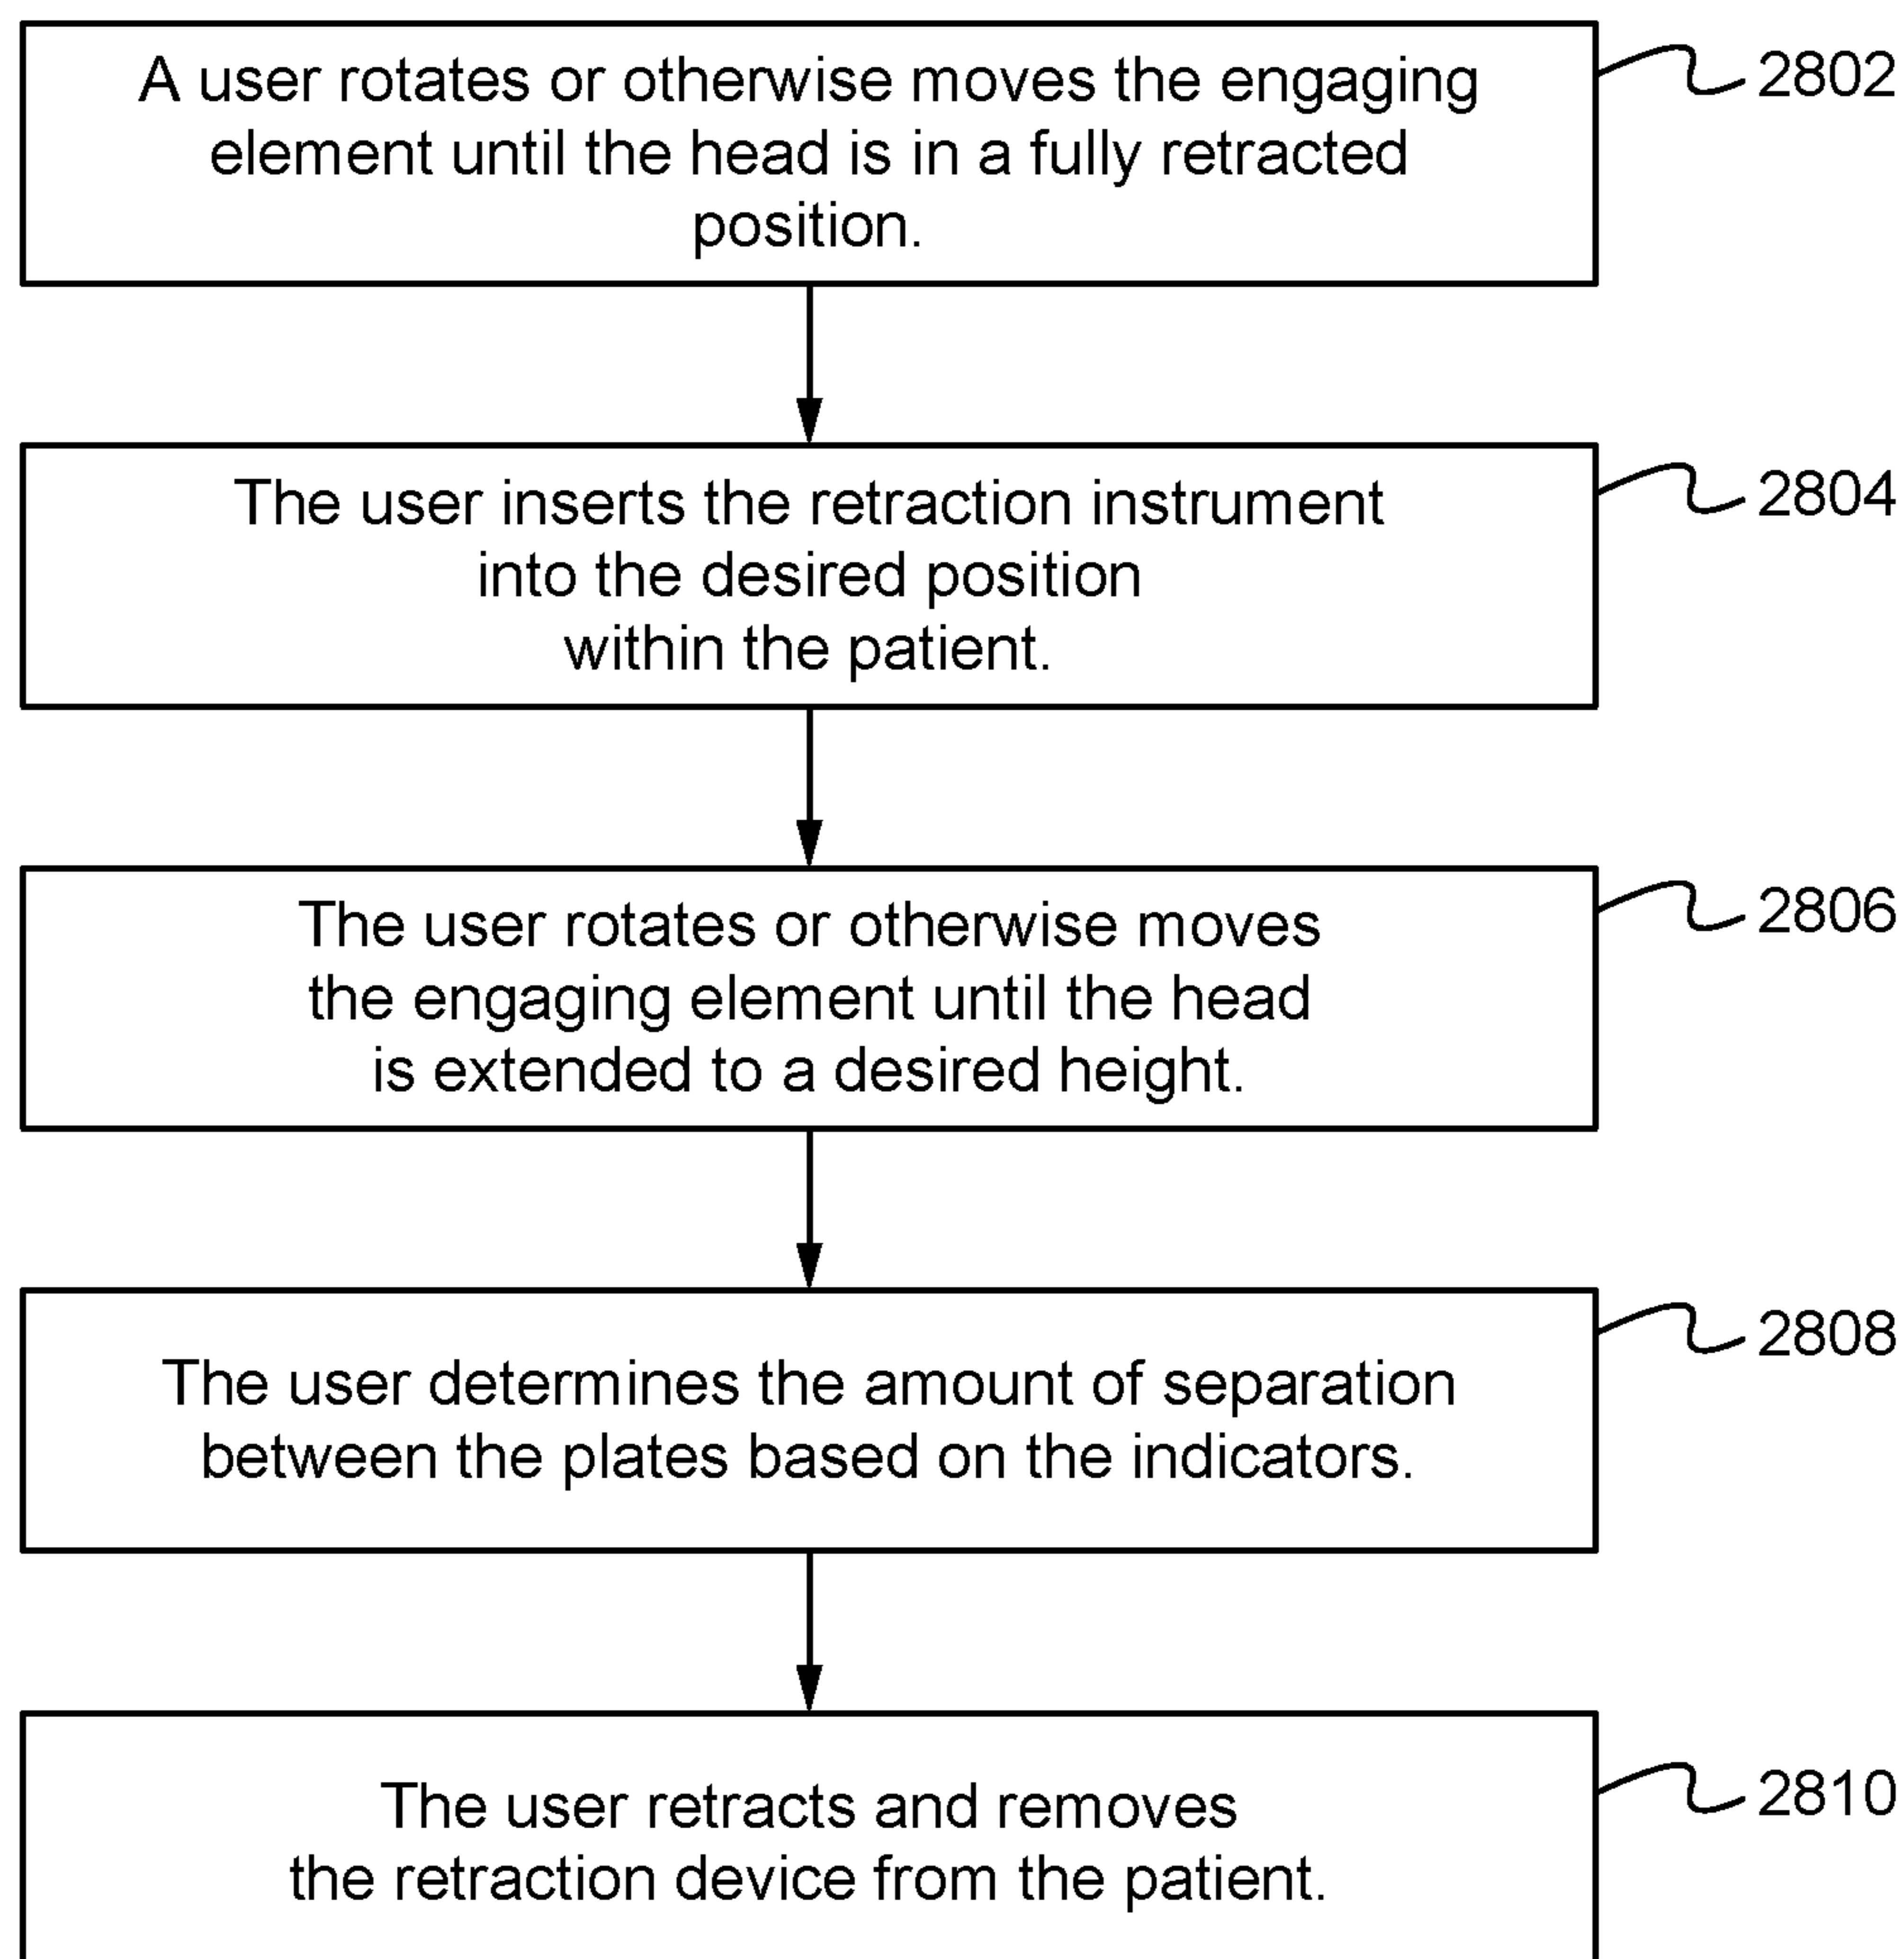 A user rotates or otherwise moves the engaging
element until the head is in a fully retracted
position.
2802
The user inserts the retraction instrument
into the desired position
within the patient.
2804
The user rotates or otherwise moves
the engaging element until the head
is extended to a desired height.
2806
The user determines the amount of separation
between the plates based on the indicators.
2808
The user retracts and removes
the retraction device from the patient.
2810